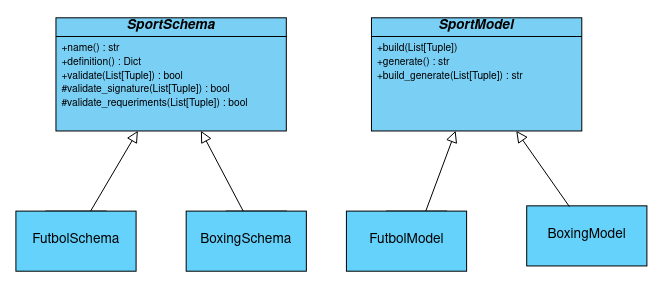 SportSchema
+name() : str
+definition() : Dict
+validate(List[Tuple]) : bool
#validate_signature(List[Tuple]) : bool
#validate_requeriments(List[Tuple]) : bool
SportModel
+build(List[Tuple])
+generate() : str
+build_generate(List[Tuple]) : str
FutbolSchema
BoxingSchema
FutbolModel
BoxingModel